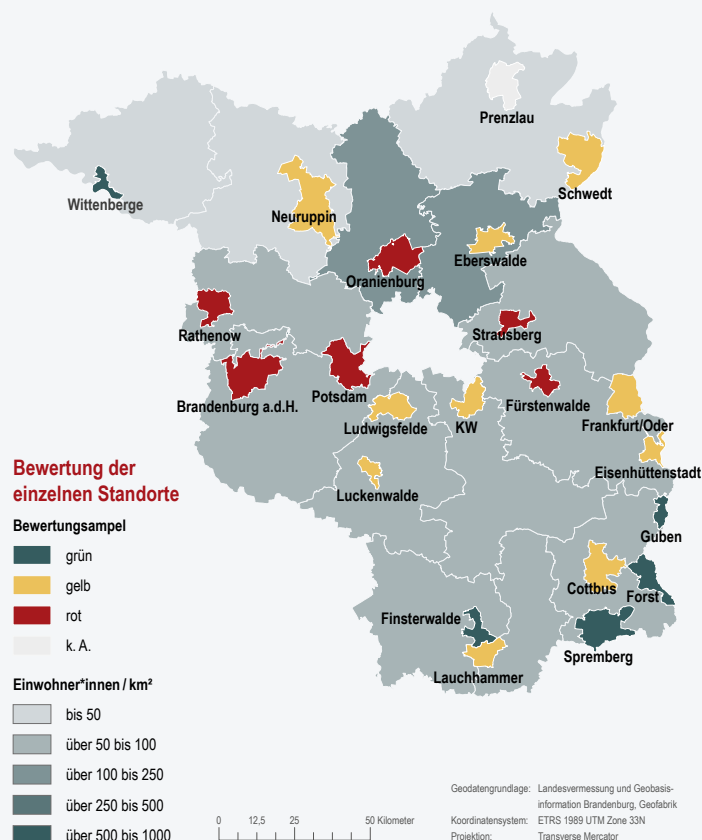 Prenzlau
Schwedt
Wittenberge
Neuruppin
Eberswalde
Oranienburg
Rathenow
Strausberg
Brandenburg a.d.H.
Potsdam
Ludwigsfelde
KW
Fürstenwalde
Frankfurt/Oder
Eisenhüttenstadt
Luckenwalde
Guben
Cottbus
Forst
Finsterwalde
Spremberg
Lauchhammer
Bewertung der
einzelnen Standorte
Bewertungsampel
grün
gelb
rot
k. A.
Einwohner*innen / km²
bis 50
über 50 bis 100
über 100 bis 250
über 250 bis 500
über 500 bis 1000
0 12,5 25 50 Kilometer
Geodatengrundlage: Landesvermessung und Geobasis-
information Brandenburg, Geofabrik
Koordinatensystem: ETRS 1989 UTM Zone 33N
Projektion: Transverse Mercator